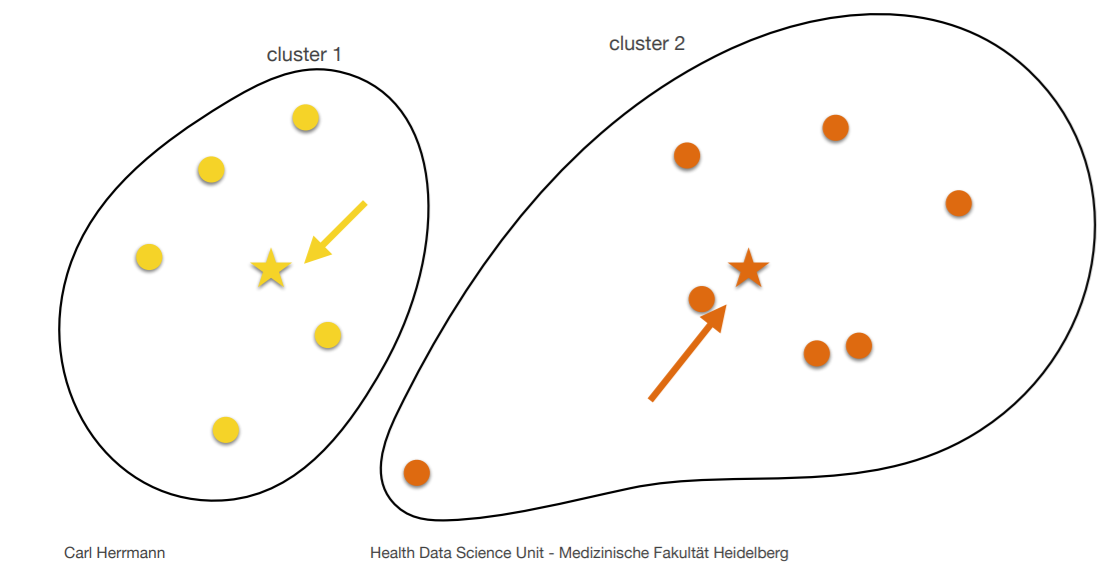 cluster 1
cluster 2
Carl Herrmann
Health Data Science Unit - Medizinische Fakultät Heidelberg